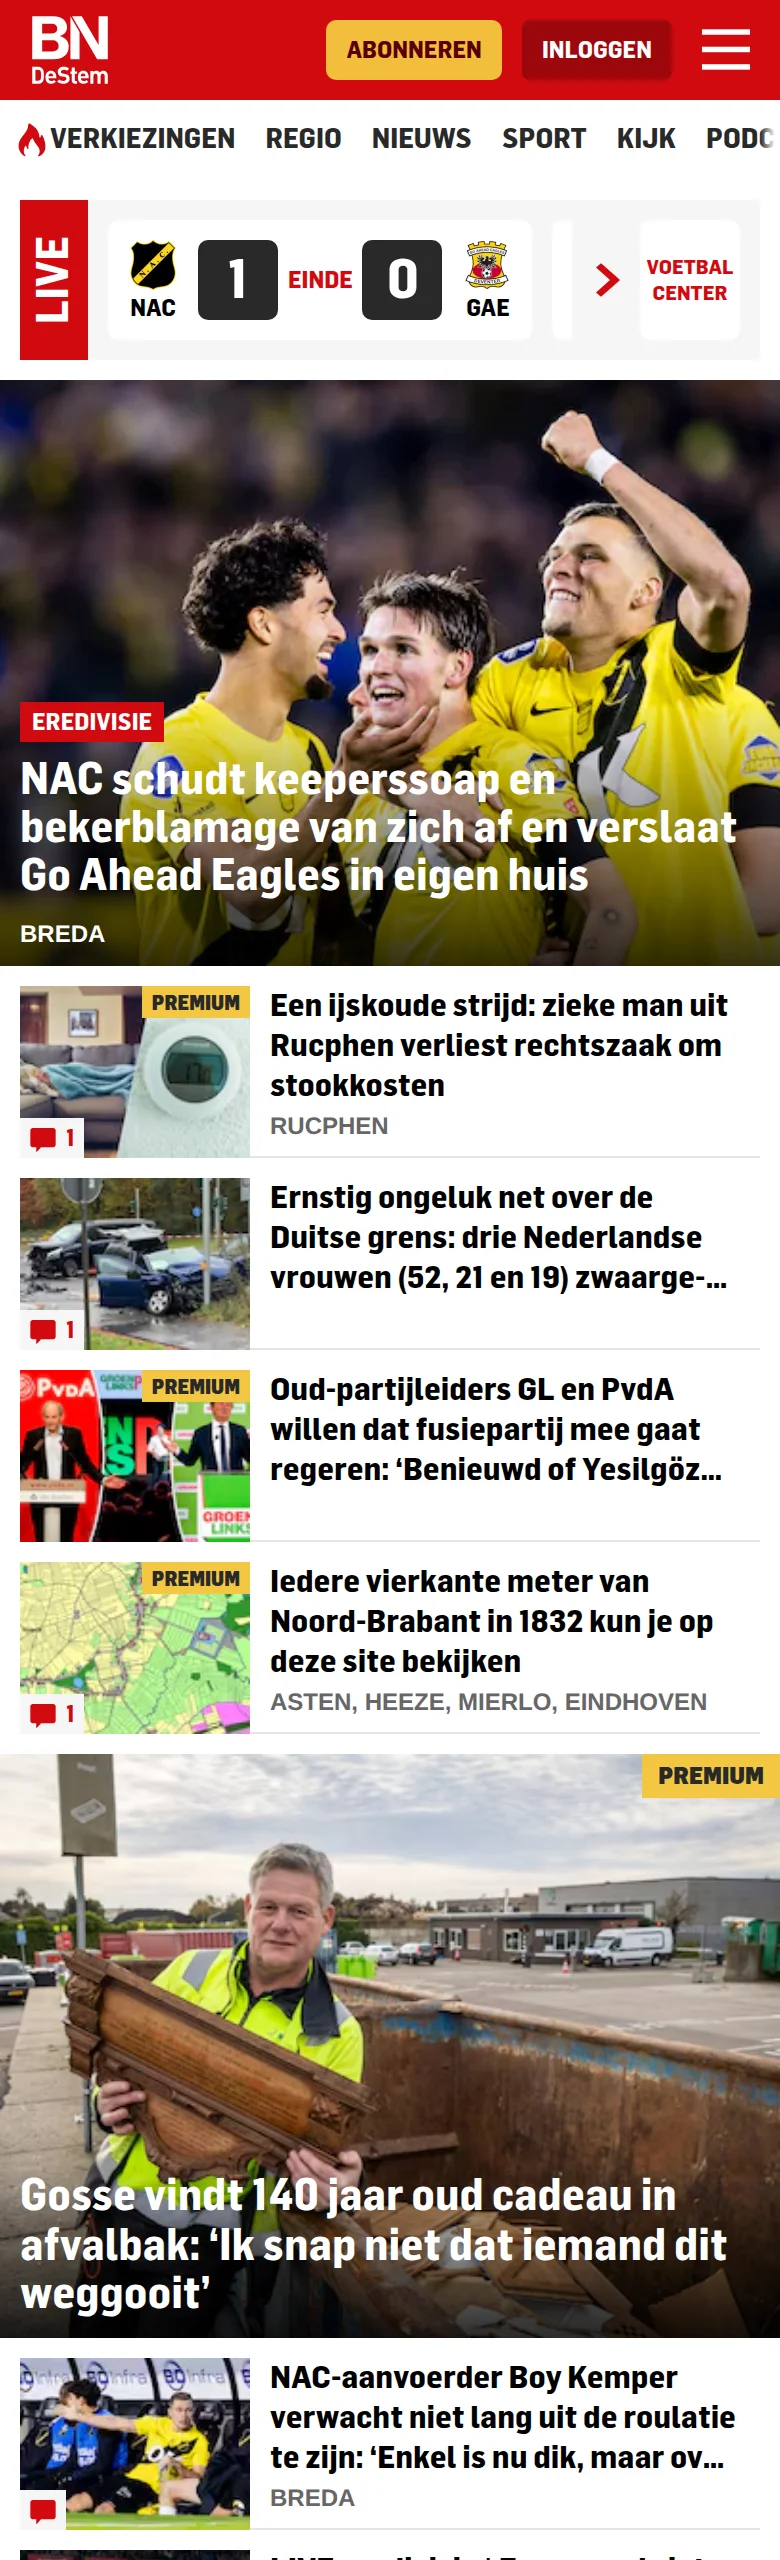 BN
DeStem
ABONNEREN
INLOGGEN
VERKIEZINGEN REGIO NIEUWS SPORT KIJK PODC
LIVE
NAC
1
EINDE
0
GAE
VOETBAL
CENTER
EREDIVISIE
NAC schudt keeperssoap en
bekerblamage van zich af en verslaat
Go Ahead Eagles in eigen huis
BREDA
PREMIUM
1
Een ijskoude strijd: zieke man uit
Rucphen verliest rechtszaak om
stookkosten
RUCPHEN
1
Ernstig ongeluk net over de
Duitse grens: drie Nederlandse
vrouwen (52, 21 en 19) zwaarge-...
PvdA
PREMIUM
GROEN
LINKS
Oud-partijleiders GL en PvdA
willen dat fusiepartij mee gaat
regeren: ‘Benieuwd of Yesilgöz...
PREMIUM
1
Iedere vierkante meter van
Noord-Brabant in 1832 kun je op
deze site bekijken
ASTEN, HEEZE, MIERLO, EINDHOVEN
PREMIUM
Gosse vindt 140 jaar oud cadeau in
afvalbak: ‘Ik snap niet dat iemand dit
weggooit’
NAC-aanvoerder Boy Kemper
verwacht niet lang uit de roulatie
te zijn: ‘Enkel is nu dik, maar ov...
BREDA